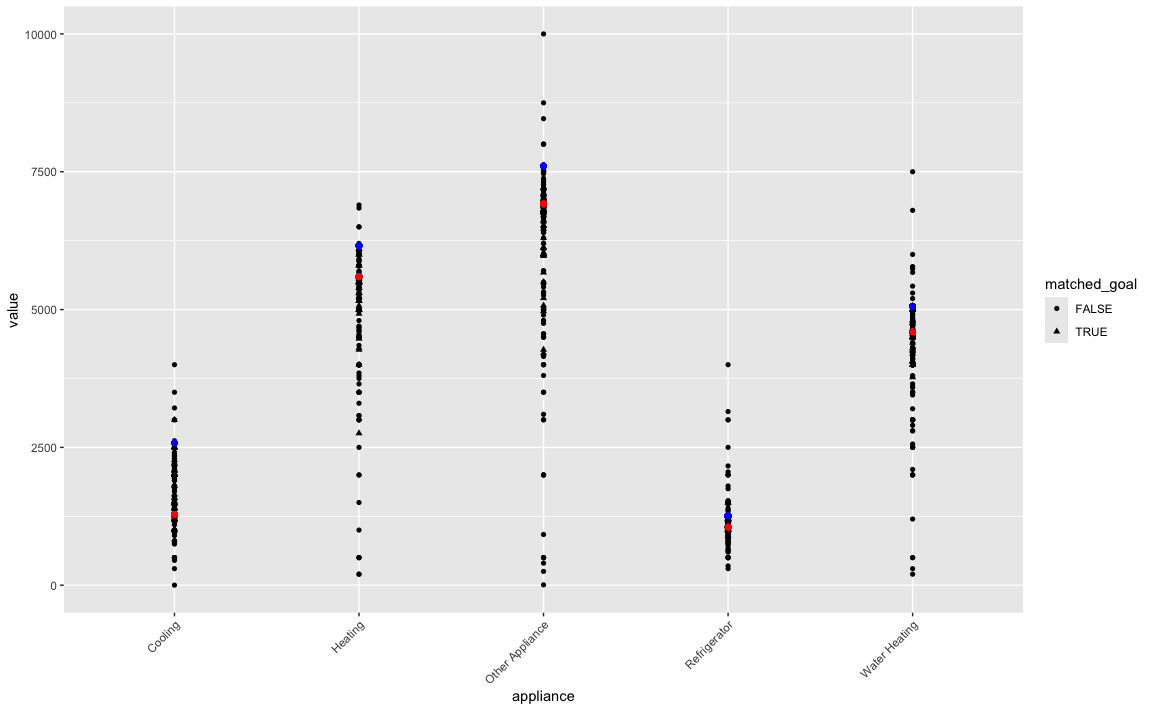 10000
7500
5000
2500
0
value
Cooling
Heating
Other Appliance
Refrigerator
Water Heating
appliance
matched_goal
FALSE
TRUE